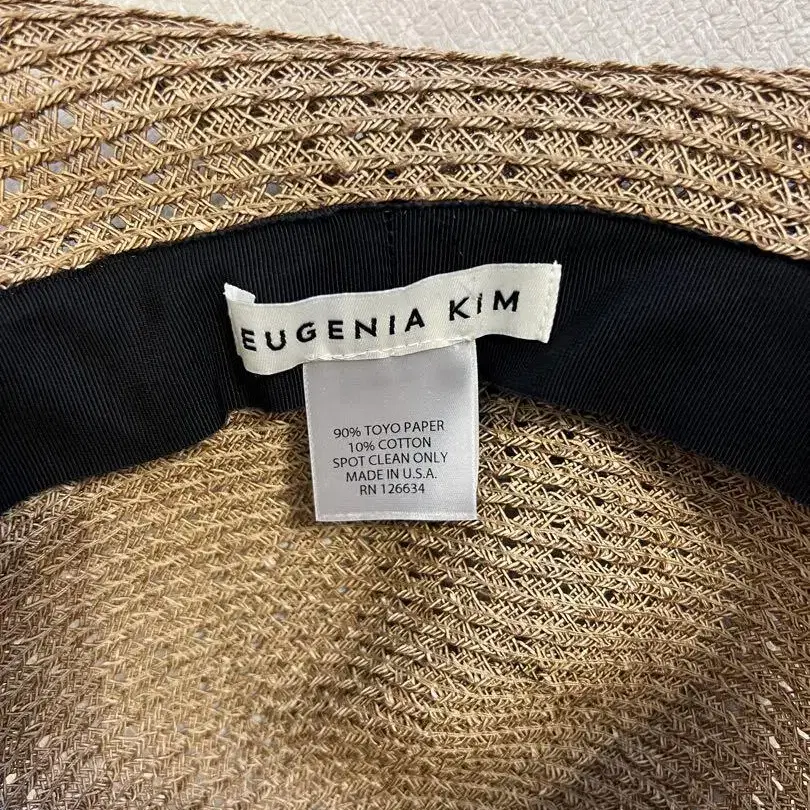 EUGENIA KIM
90% TOYO PAPER
10% COTTON
SPOT CLEAN ONLY
MADE IN U.S.A.
RN 126634